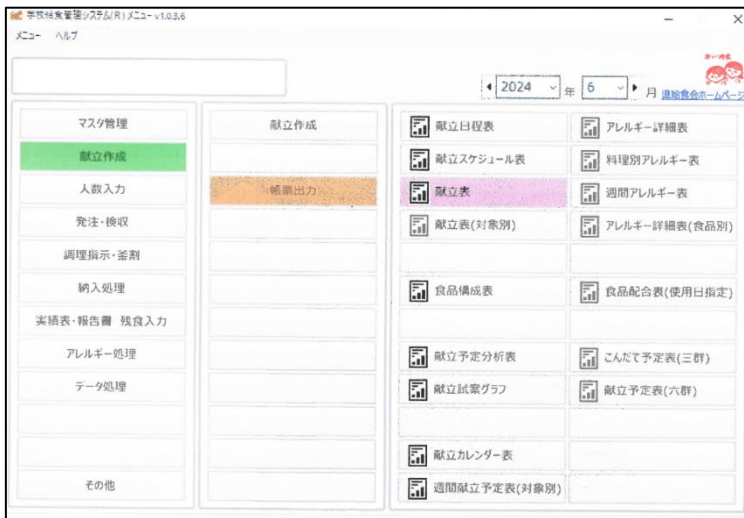 学校給食管理システム(R) メニュー v1.0.3.6
メニュー ヘルプ
2024 年 6 月 県給食会ホームページ
マスタ管理
献立作成
人数入力
発注・検収
調理指示・釜割
納入処理
実績表・報告書 残食入力
アレルギー処理
データ処理
その他
献立作成
帳票出力
献立日程表
献立スケジュール表
献立表
献立表(対象別)
食品構成表
献立予定分析表
献立試案グラフ
献立カレンダー表
週間献立予定表(対象別)
アレルギー詳細表
料理別アレルギー表
週間アレルギー表
アレルギー詳細表(食品別)
食品配合表(使用日指定)
こんだて予定表(三群)
献立予定表(六群)